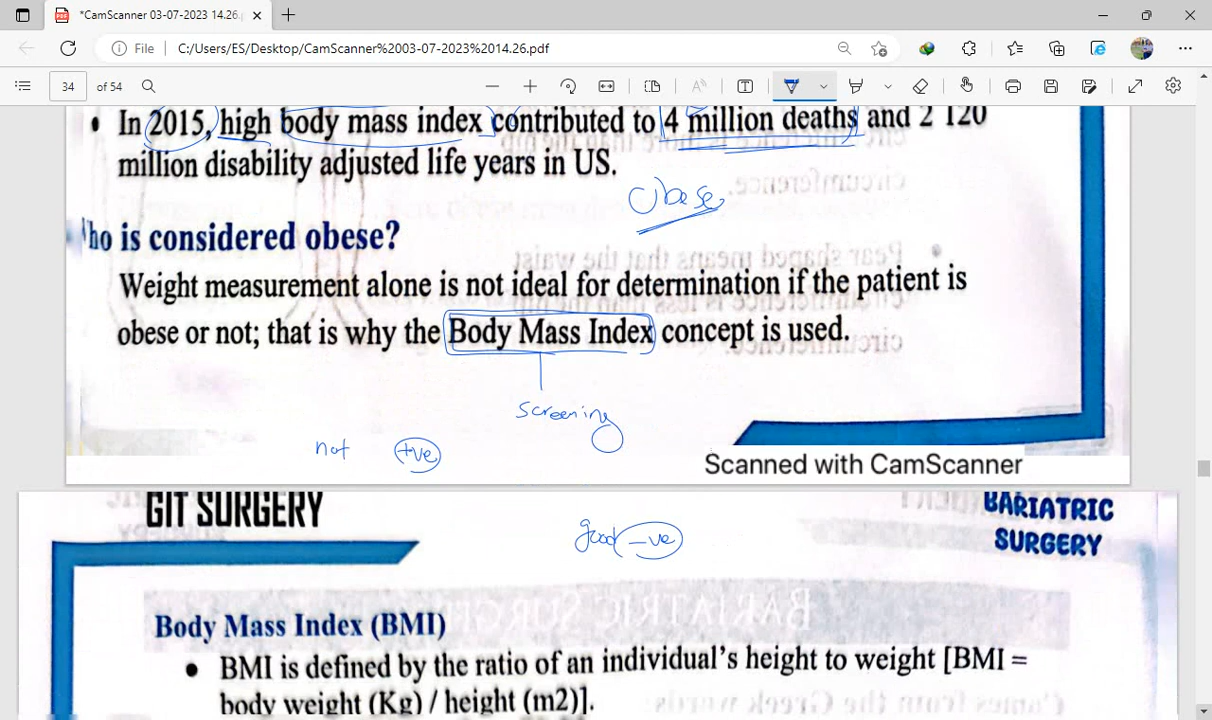 *CamScanner 03-07-2023 14.26.
File
C:/Users/ES/Desktop/CamScanner%2003-07-2023%2014.26.pdf
34
of 54
• In 2015, high body mass index contributed to 4 million deaths and 2 120
million disability adjusted life years in US.
Obese
ho is considered obese?
Weight measurement alone is not ideal for determination if the patient is
obese or not; that is why the Body Mass Index concept is used.
screening
not +ve
Scanned with CamScanner
GIT SURGERY
BARIATRIC
SURGERY
good -ve
Body Mass Index (BMI)
• BMI is defined by the ratio of an individual's height to weight [BMI =
body weight (Kg) / height (m2)].